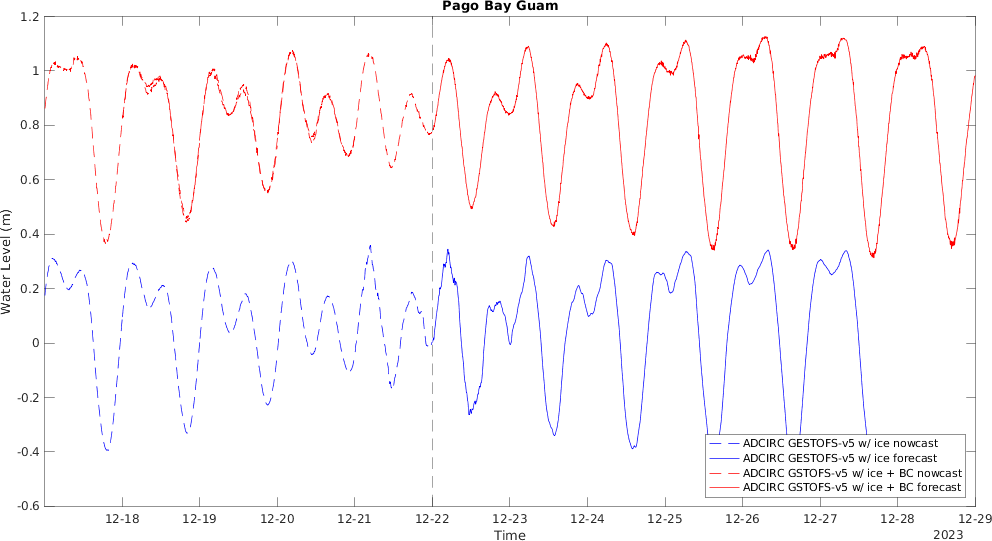 Pago Bay Guam
Water Level (m)
1.2
1
0.8
0.6
0.4
0.2
0
-0.2
-0.4
-0.6
ADCIRC GESTOFS-v5 w/ ice nowcast
ADCIRC GESTOFS-v5 w/ ice forecast
ADCIRC GSTOFS-v5 w/ ice + BC nowcast
ADCIRC GSTOFS-v5 w/ ice + BC forecast
12-18 12-19 12-20 12-21 12-22 12-23 12-24 12-25 12-26 12-27 12-28 12-29
Time
2023